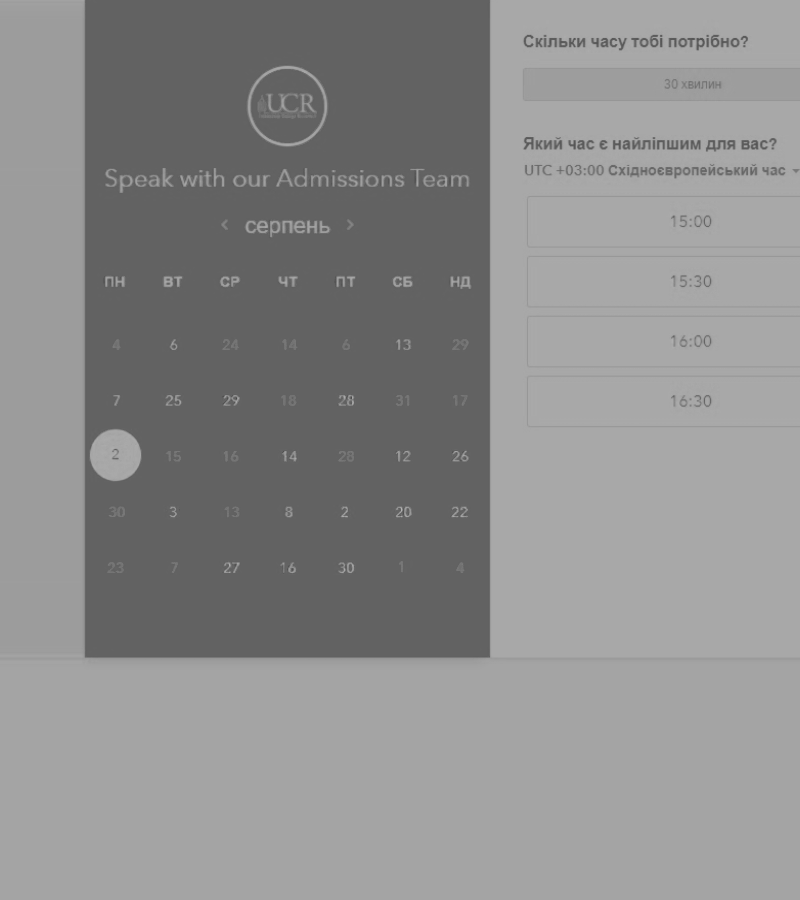 UCR
Speak with our Admissions Team
серпень
ПН ВТ СР ЧТ ПТ СБ НД
4 6 24 14 6 13 29
7 25 29 18 28 31 17
2 15 16 14 28 12 26
30 3 13 8 2 20 22
23 7 27 16 30 1 4
Скільки часу тобі потрібно?
30 хвилин
Який час є найліпшим для вас?
UTC +03:00 Східноєвропейський час
15:00
15:30
16:00
16:30